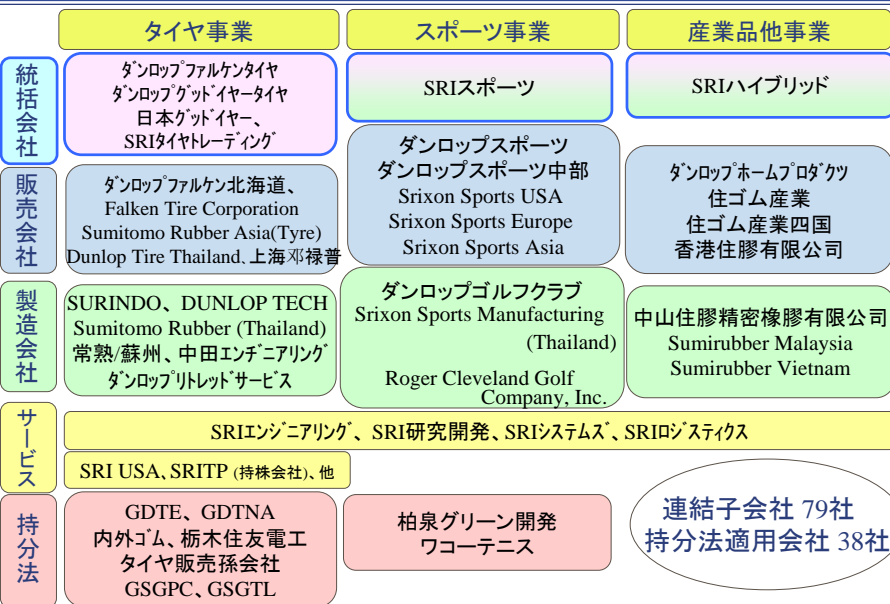 タイヤ事業
スポーツ事業
産業品他事業
統括会社
ダンロップファルケンタイヤ
ダンロップグッドイヤータイヤ
日本グッドイヤー、
SRIタイヤトレーディング
SRIスポーツ
SRIハイブリッド
販売会社
ダンロップファルケン北海道、
Falken Tire Corporation
Sumitomo Rubber Asia(Tyre)
Dunlop Tire Thailand、上海邓禄普
ダンロップスポーツ
ダンロップスポーツ中部
Srixon Sports USA
Srixon Sports Europe
Srixon Sports Asia
ダンロップホームプロダクツ
住ゴム産業
住ゴム産業四国
香港住膠有限公司
製造会社
SURINDO、DUNLOP TECH
Sumitomo Rubber (Thailand)
常熟/蘇州、中田エンヂニアリング
ダンロップリトレッドサービス
ダンロップゴルフクラブ
Srixon Sports Manufacturing
(Thailand)
Roger Cleveland Golf
Company, Inc.
中山住膠精密橡膠有限公司
Sumirubber Malaysia
Sumirubber Vietnam
サービス
SRIエンジニアリング、SRI研究開発、SRIシステムズ、SRIロジスティクス
SRI USA、SRITP (持株会社)、他
持分法
GDTE、GDTNA
内外ゴム、栃木住友電工
タイヤ販売孫会社
GSGPC、GSGTL
柏泉グリーン開発
ワコーテニス
連結子会社 79社
持分法適用会社 38社